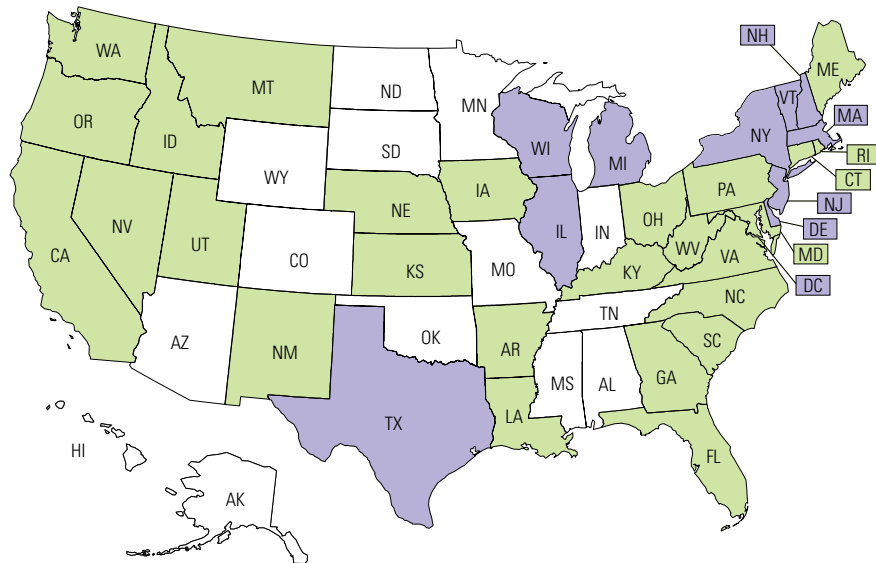 NH
WA
ME
MT
ND
MN
VT
MA
OR
NY
ID
SD
WI
MI
RI
WY
CT
IA
PA
NE
NJ
NV
OH
DE
IL
IN
UT
WV
MD
CA
CO
VA
KS
MO
KY
DC
NC
TN
OK
SC
AZ
NM
AR
MS
AL
GA
LA
TX
HI
FL
AK